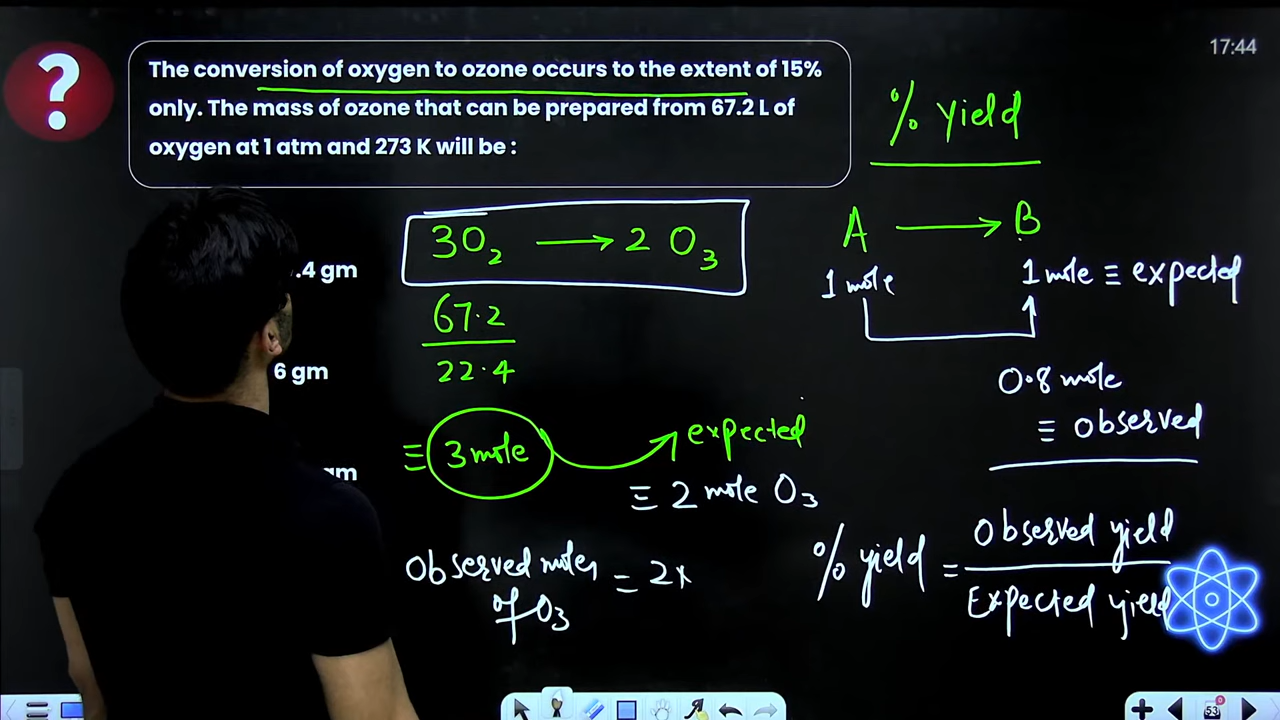 17:44
?
The conversion of oxygen to ozone occurs to the extent of 15%
only. The mass of ozone that can be prepared from 67.2 L of
oxygen at 1 atm and 273 K will be :
% Yield
3O₂ → 2 O₃
A → B
1 mole 1 mole ≡ expected
.4 gm
67.2
22.4
6 gm
0.8 mole
≡ Observed
≡ 3 mole expected
≡ 2 mole O₃
gm
% yield = Observed yield
Expected yield
Observed moles = 2x
of O₃
53